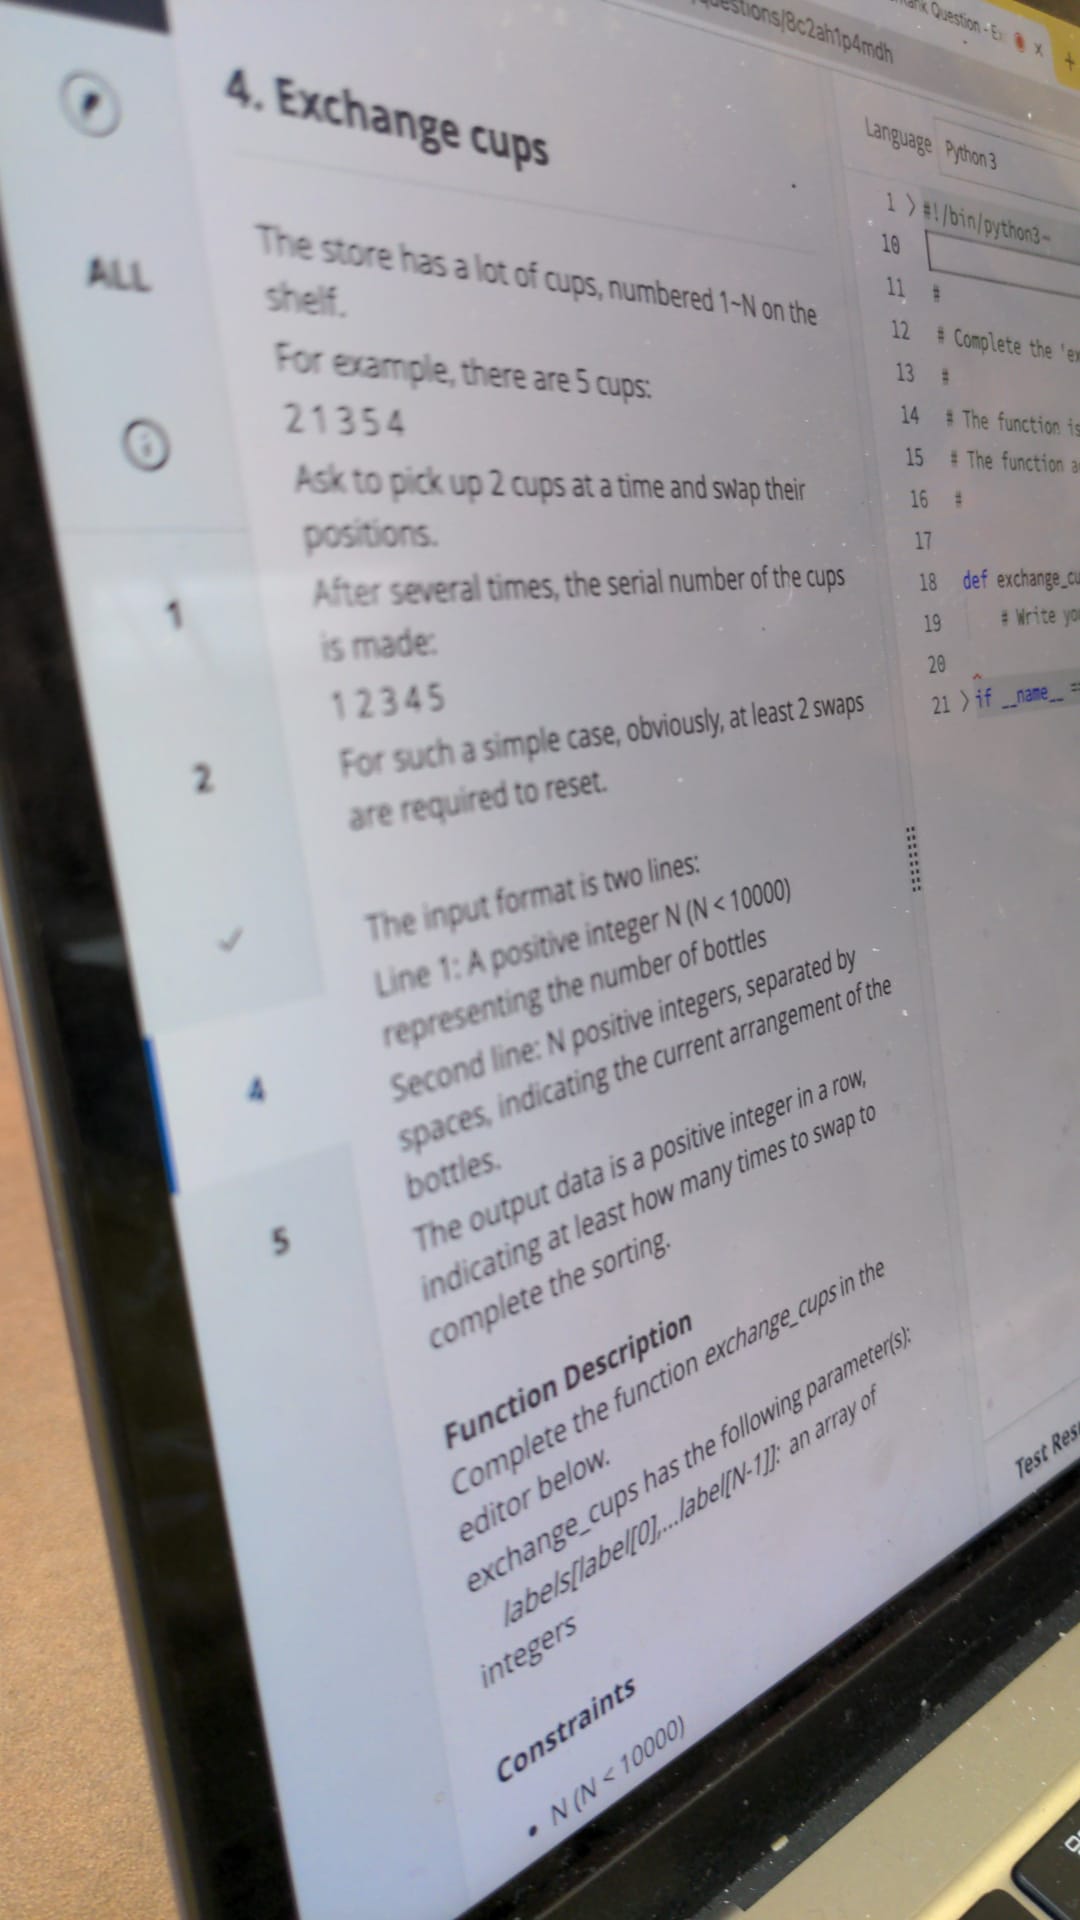 questions/8c2ah1p4mdh
Question - Ex
4. Exchange cups
ALL
1
2
4
5
The store has a lot of cups, numbered 1~N on the
shelf.
For example, there are 5 cups:
2 1 3 5 4
Ask to pick up 2 cups at a time and swap their
positions.
After several times, the serial number of the cups
is made:
1 2 3 4 5
For such a simple case, obviously, at least 2 swaps
are required to reset.
The input format is two lines:
Line 1: A positive integer N (N < 10000)
representing the number of bottles
Second line: N positive integers, separated by
spaces, indicating the current arrangement of the
bottles.
The output data is a positive integer in a row,
indicating at least how many times to swap to
complete the sorting.
Function Description
Complete the function exchange_cups in the
editor below.
exchange_cups has the following parameter(s):
labels[label[0],...label[N-1]]: an array of
integers
Constraints
• N (N < 10000)
Language Python 3
1 > #!/bin/python3~
10
11 #
12 # Complete the 'ex
13 #
14 # The function is
15 # The function a
16 #
17
18 def exchange_cu
19 # Write yo
20
21 > if __name__ ==
Test Res